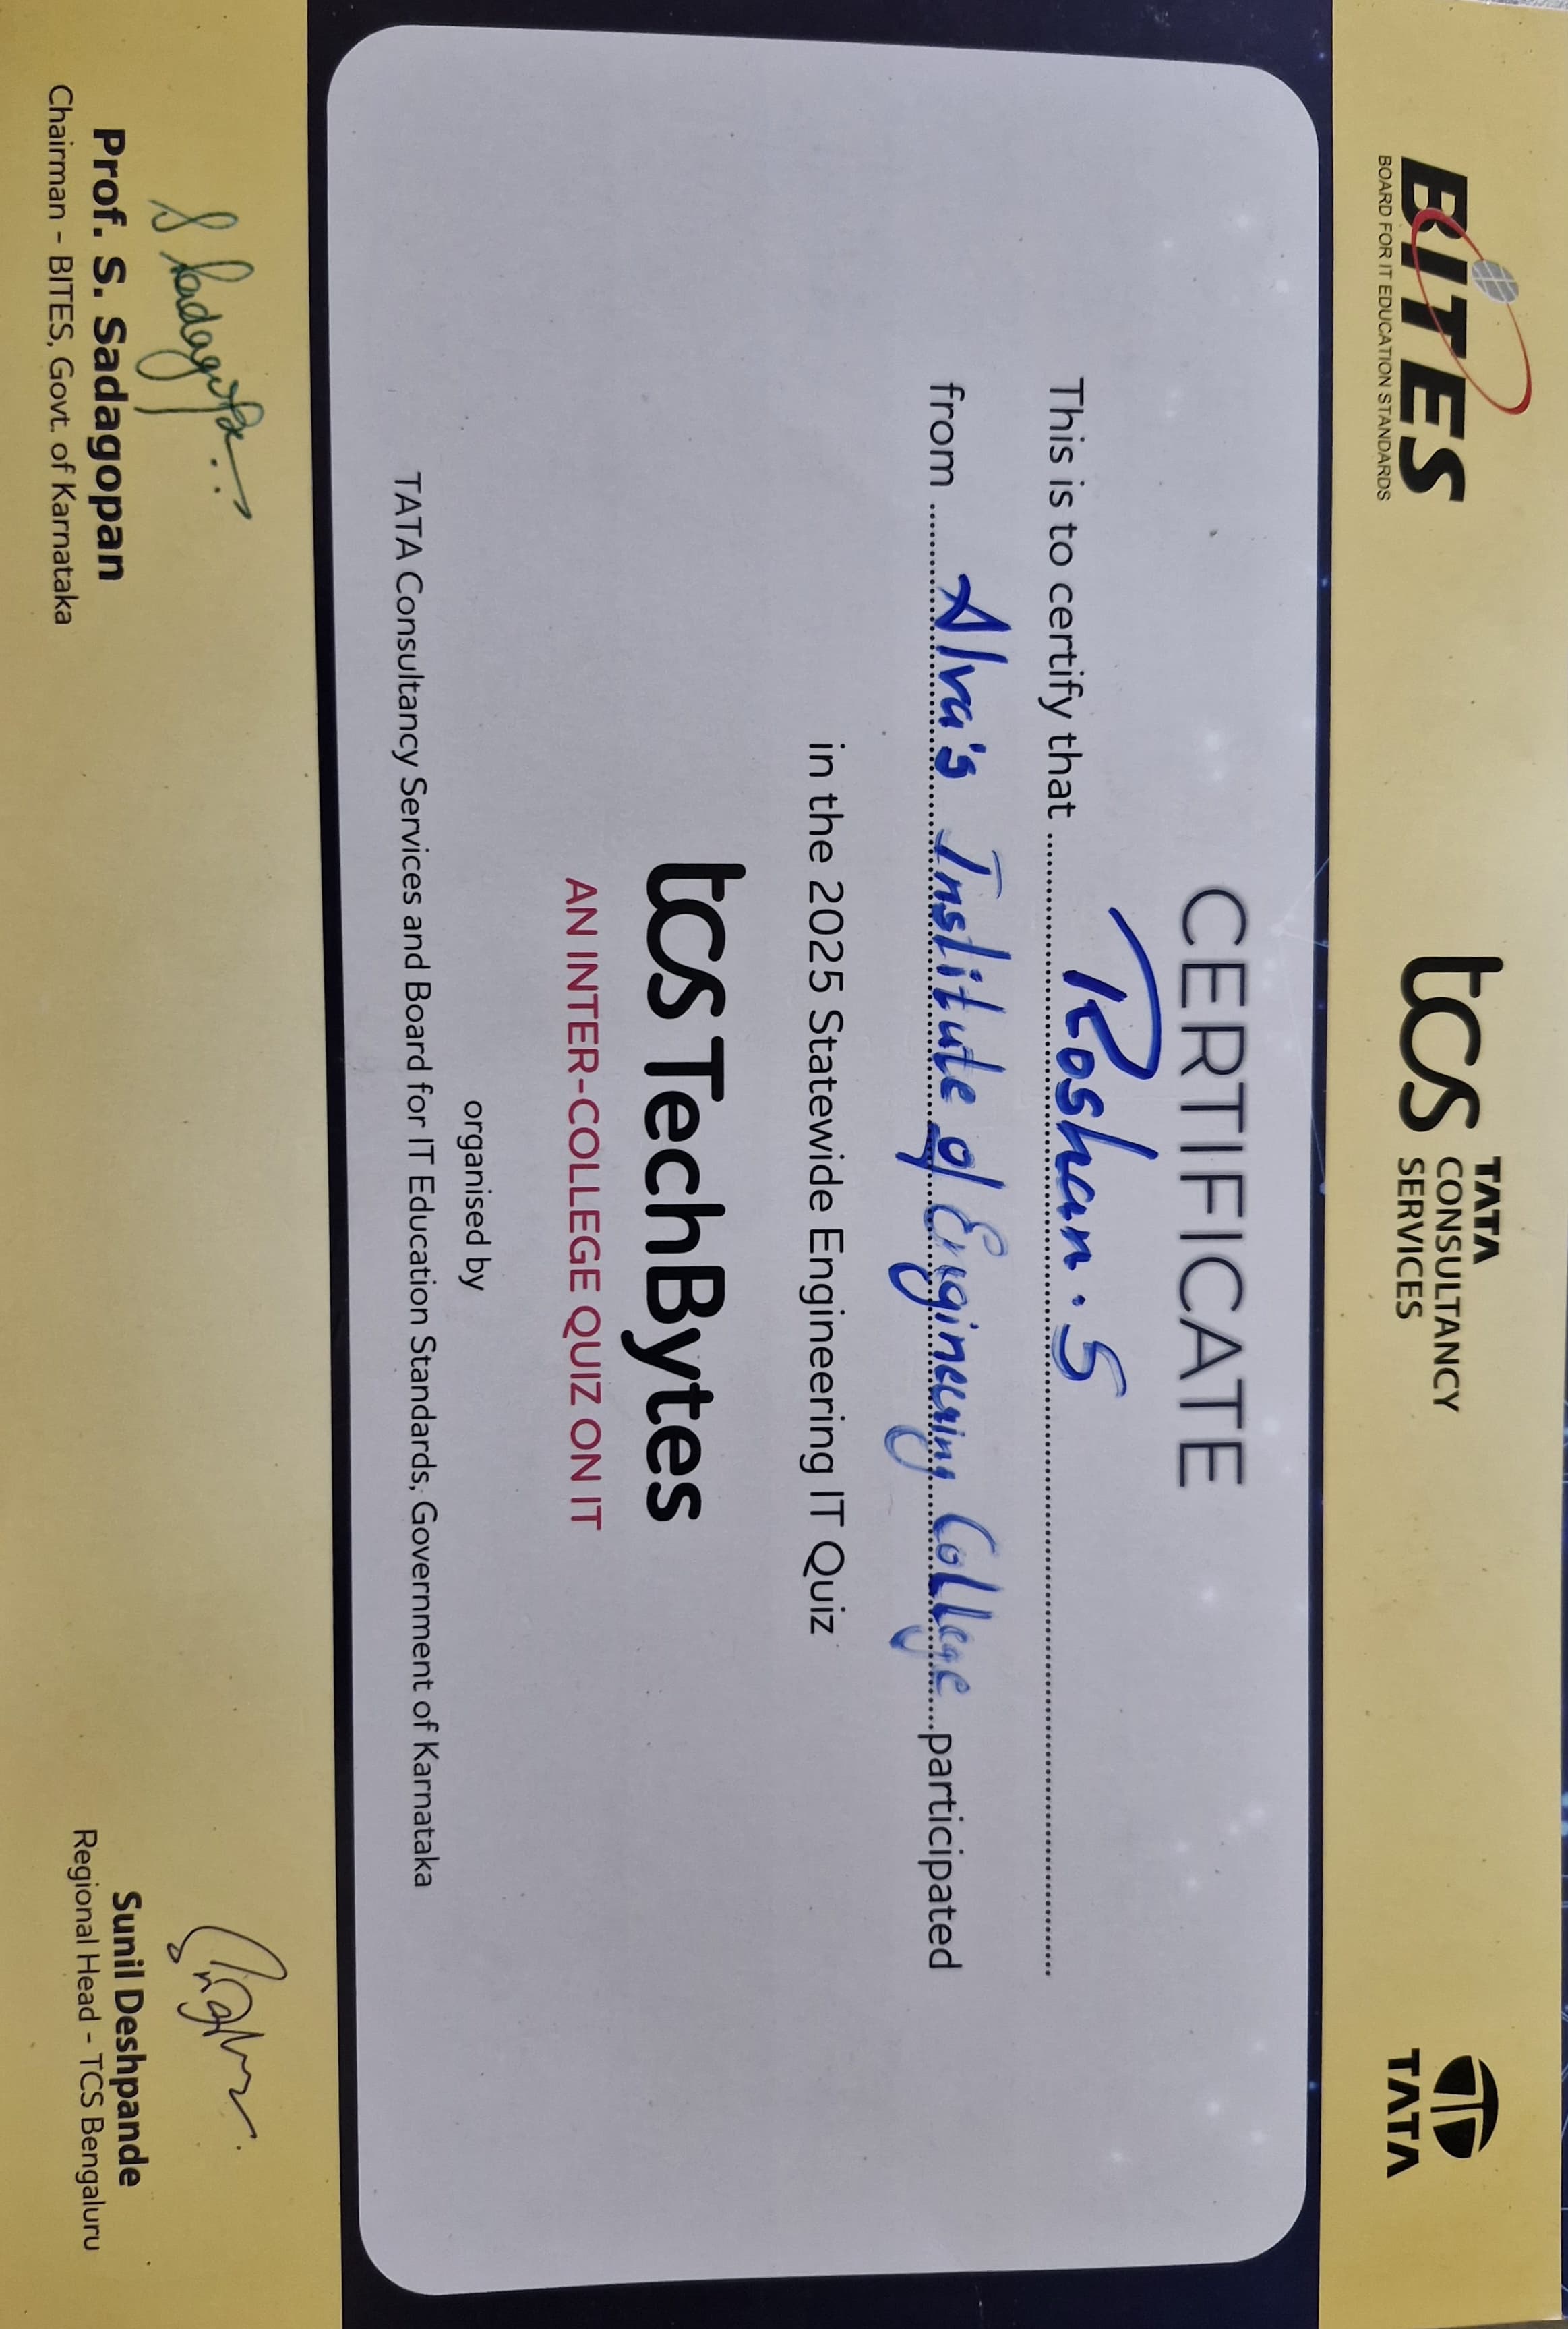 BITES
BOARD FOR IT EDUCATION STANDARDS
tcs TATA
CONSULTANCY
SERVICES
TATA
CERTIFICATE
This is to certify that Roshan. S
from Alva's Institute of Engineering College participated
in the 2025 Statewide Engineering IT Quiz
tcs TechBytes
AN INTER-COLLEGE QUIZ ON IT
organised by
TATA Consultancy Services and Board for IT Education Standards, Government of Karnataka
S Sadagopan
Prof. S. Sadagopan
Chairman - BITES, Govt. of Karnataka
Sunil Deshpande
Regional Head - TCS Bengaluru